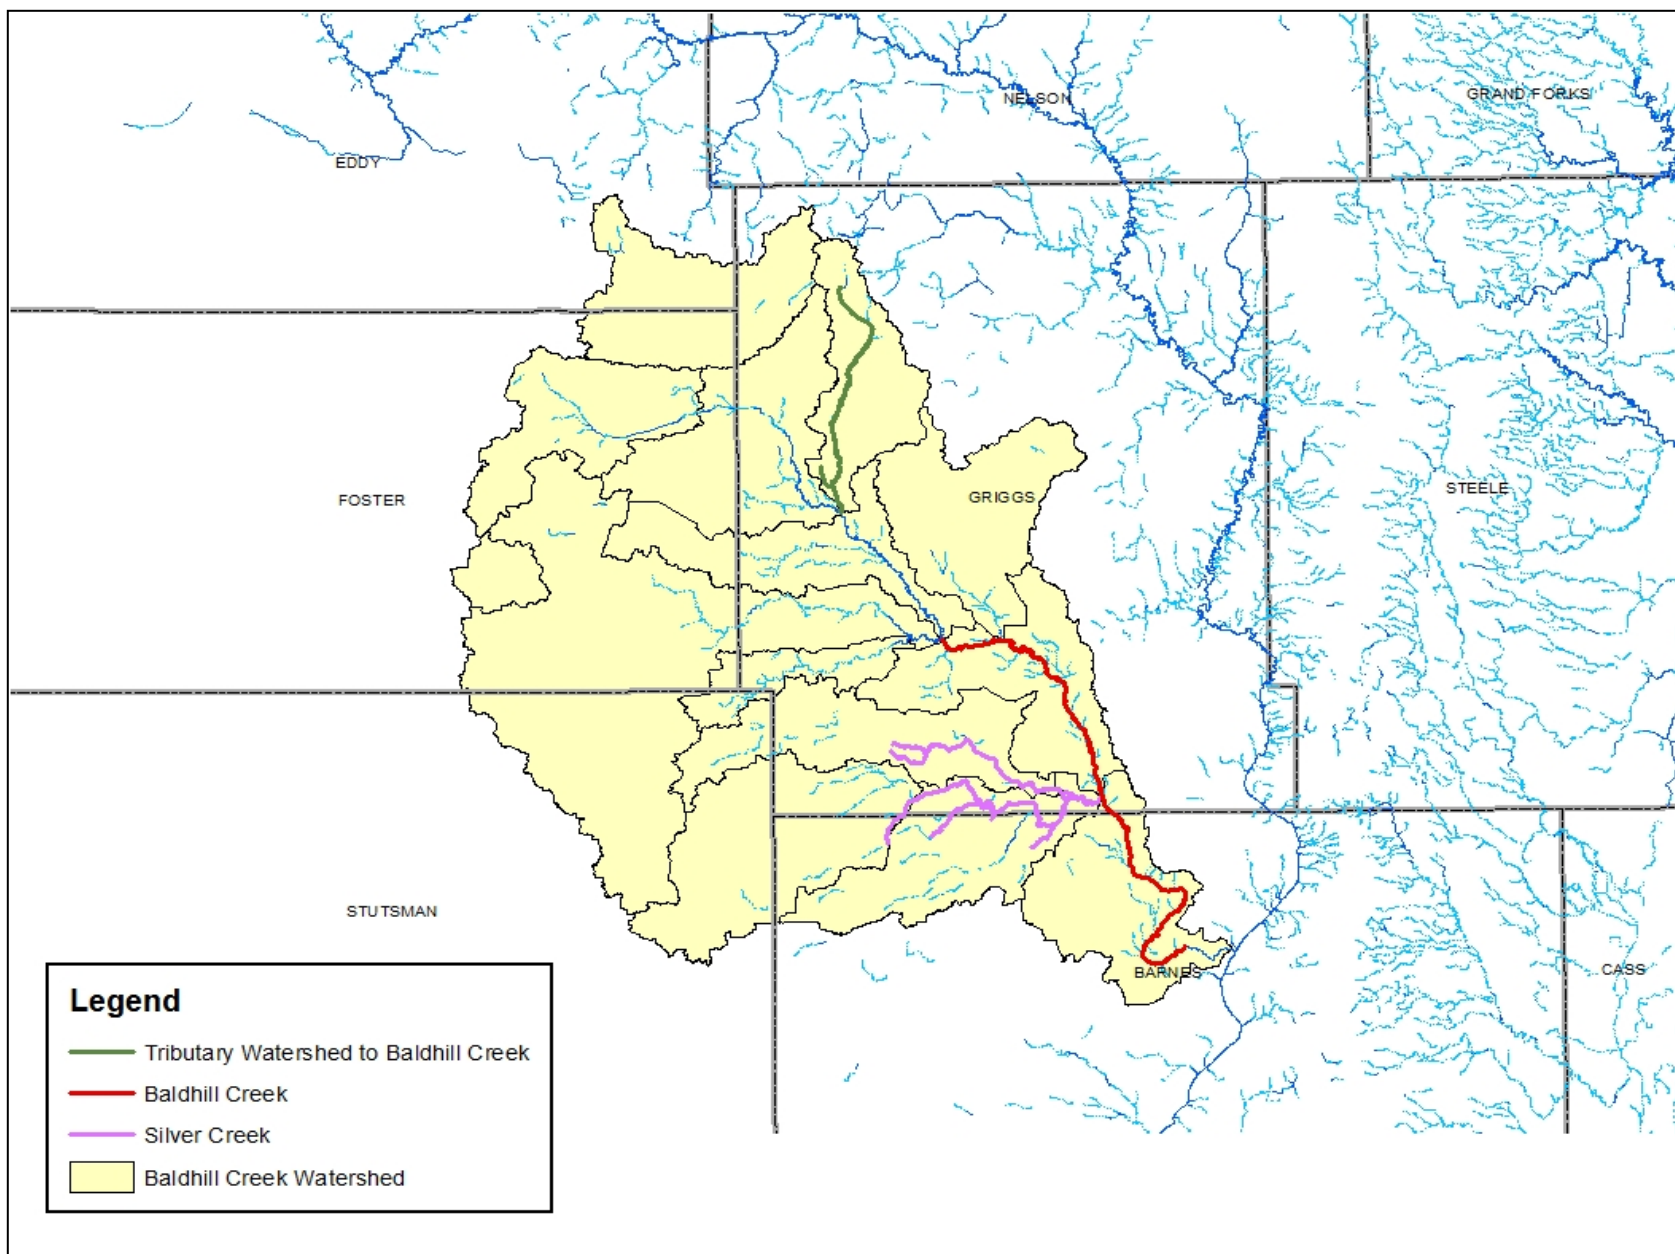 NELSON
GRAND FORKS
EDDY
FOSTER
GRIGGS
STEELE
STUTSMAN
BARNES
CASS
Legend
Tributary Watershed to Baldhill Creek
Baldhill Creek
Silver Creek
Baldhill Creek Watershed